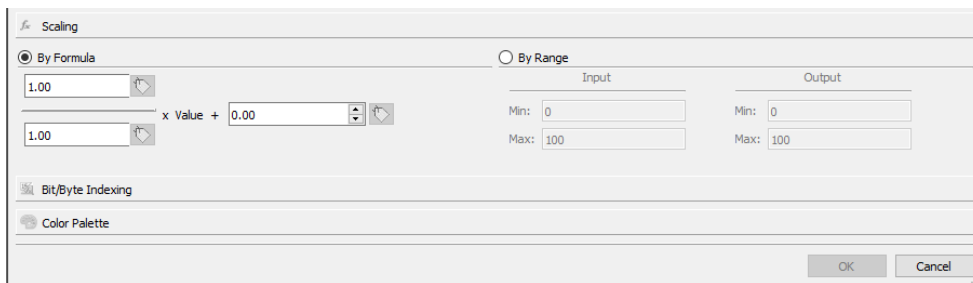 Scaling
By Formula
By Range
Input
Output
1.00
x Value + 0.00
1.00
Min: 0
Min: 0
Max: 100
Max: 100
Bit/Byte Indexing
Color Palette
OK
Cancel